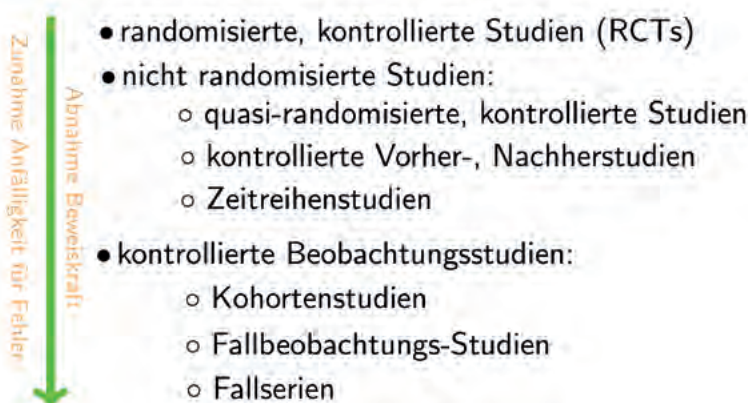 • randomisierte, kontrollierte Studien (RCTs)
• nicht randomisierte Studien:
○ quasi-randomisierte, kontrollierte Studien
○ kontrollierte Vorher-, Nachherstudien
○ Zeitreihenstudien
• kontrollierte Beobachtungsstudien:
○ Kohortenstudien
○ Fallbeobachtungs-Studien
○ Fallserien
Abnahme Beweiskraft
Zunahme Anfälligkeit für Fehler